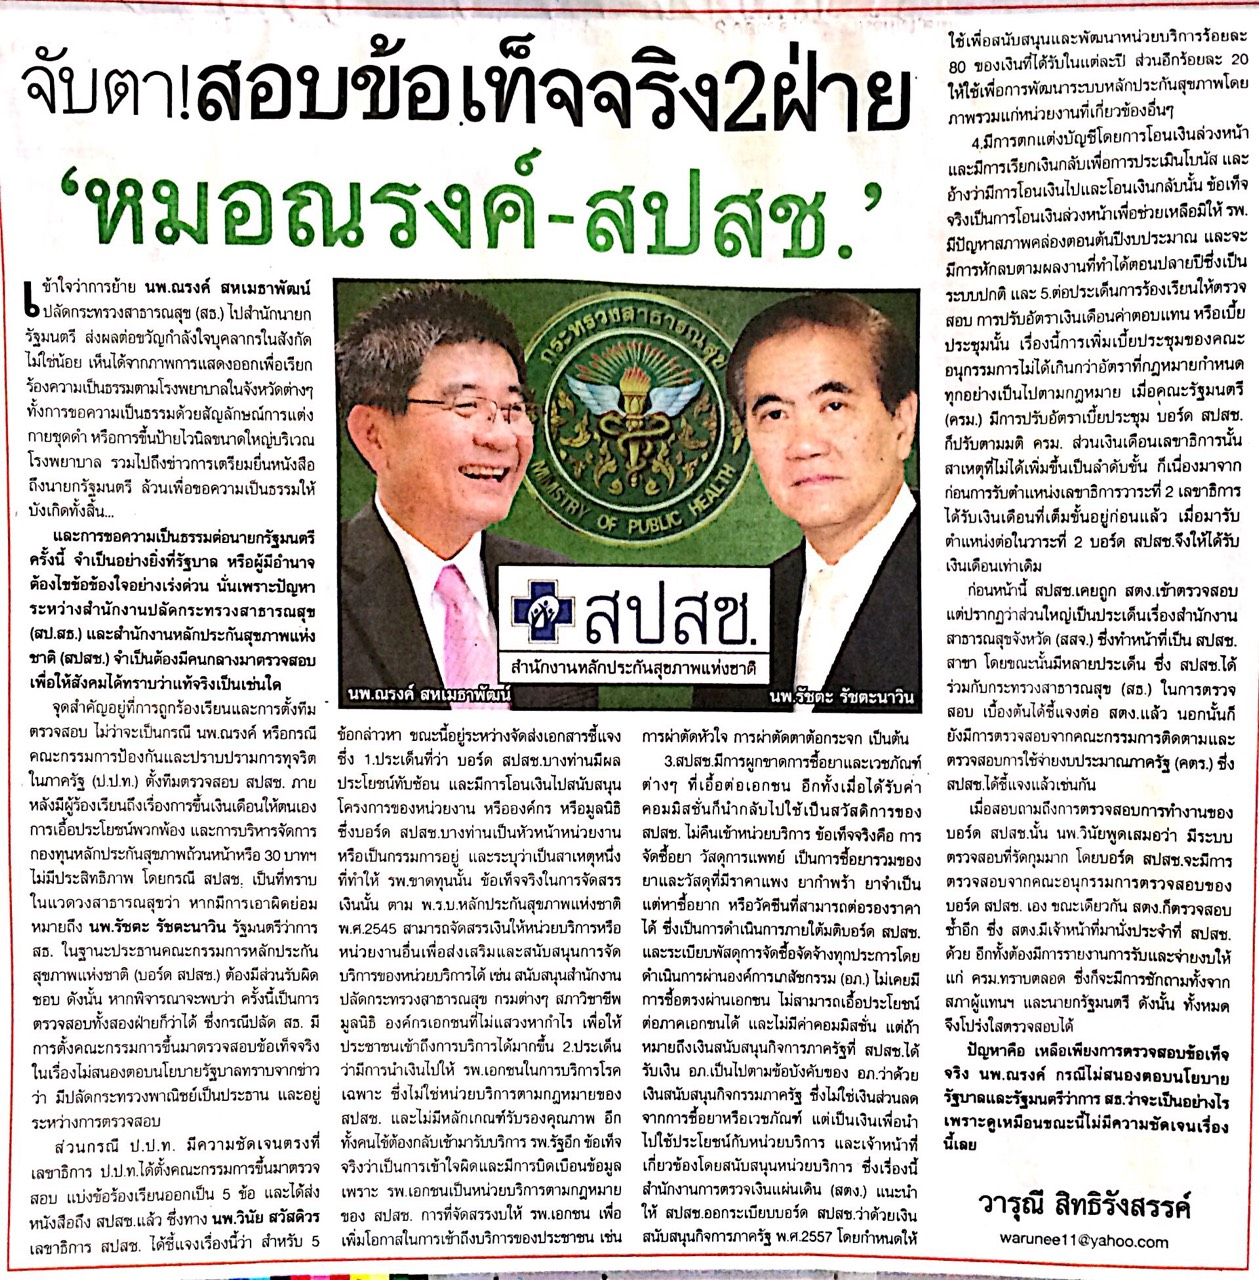 จับตา!สอบข้อเท็จจริง2ฝ่าย
‘หมอณรงค์-สปสช.’
เข้าใจว่าการย้าย นพ.ณรงค์ สหเมธาพัฒน์
ปลัดกระทรวงสาธารณสุข (สธ.) ไปสำนักนายก
รัฐมนตรี ส่งผลต่อขวัญกำลังใจบุคลากรในสังกัด
ไม่ใช่น้อย เห็นได้จากภาพการแสดงออกเพื่อเรียก
ร้องความเป็นธรรมตามโรงพยาบาลในจังหวัดต่างๆ
ทั้งการขอความเป็นธรรมด้วยสัญลักษณ์การแต่ง
กายชุดดำ หรือการขึ้นป้ายไวนิลขนาดใหญ่บริเวณ
โรงพยาบาล รวมไปถึงข่าวการเตรียมยื่นหนังสือ
ถึงนายกรัฐมนตรี ล้วนเพื่อขอความเป็นธรรมให้
บังเกิดทั้งสิ้น...
และการขอความเป็นธรรมต่อนายกรัฐมนตรี
ครั้งนี้ จำเป็นอย่างยิ่งที่รัฐบาล หรือผู้มีอำนาจ
ต้องไขข้อข้องใจอย่างเร่งด่วน นั่นเพราะปัญหา
ระหว่างสำนักงานปลัดกระทรวงสาธารณสุข
(สป.สธ.) และสำนักงานหลักประกันสุขภาพแห่ง
ชาติ (สปสช.) จำเป็นต้องมีคนกลางมาตรวจสอบ
เพื่อให้สังคมได้ทราบว่าแท้จริงเป็นเช่นใด
จุดสำคัญอยู่ที่การถูกร้องเรียนและการตั้งทีม
ตรวจสอบ ไม่ว่าจะเป็นกรณี นพ.ณรงค์ หรือกรณี
คณะกรรมการป้องกันและปราบปรามการทุจริต
ในภาครัฐ (ป.ป.ท.) ตั้งทีมตรวจสอบ สปสช. ภาย
หลังมีผู้ร้องเรียนถึงเรื่องการขึ้นเงินเดือนให้ตนเอง
การเอื้อประโยชน์พวกพ้อง และการบริหารจัดการ
กองทุนหลักประกันสุขภาพถ้วนหน้าหรือ 30 บาทฯ
ไม่มีประสิทธิภาพ โดยกรณี สปสช. เป็นที่ทราบ
ในแวดวงสาธารณสุขว่า หากมีการเอาผิดย่อม
หมายถึง นพ.รัชตะ รัชตะนาวิน รัฐมนตรีว่าการ
สธ. ในฐานะประธานคณะกรรมการหลักประกัน
สุขภาพแห่งชาติ (บอร์ด สปสช.) ต้องมีส่วนรับผิด
ชอบ ดังนั้น หากพิจารณาจะพบว่า ครั้งนี้เป็นการ
ตรวจสอบทั้งสองฝ่ายก็ว่าได้ ซึ่งกรณีปลัด สธ. มี
การตั้งคณะกรรมการขึ้นมาตรวจสอบข้อเท็จจริง
ในเรื่องไม่สนองตอบนโยบายรัฐบาลทราบจากข่าว
ว่า มีปลัดกระทรวงพาณิชย์เป็นประธาน และอยู่
ระหว่างการตรวจสอบ
ส่วนกรณี ป.ป.ท. มีความชัดเจนตรงที่
เลขาธิการ ป.ป.ท.ได้ตั้งคณะกรรมการขึ้นมาตรวจ
สอบ แบ่งข้อร้องเรียนออกเป็น 5 ข้อ และได้ส่ง
หนังสือถึง สปสช.แล้ว ซึ่งทาง นพ.วินัย สวัสดิวร
เลขาธิการ สปสช. ได้ชี้แจงเรื่องนี้ว่า สำหรับ 5
กระทรวงสาธารณสุข
MINISTRY OF PUBLIC HEALTH
สปสช.
สำนักงานหลักประกันสุขภาพแห่งชาติ
นพ.ณรงค์ สหเมธาพัฒน์
นพ.รัชตะ รัชตะนาวิน
ข้อกล่าวหา ขณะนี้อยู่ระหว่างจัดส่งเอกสารชี้แจง
ซึ่ง 1.ประเด็นที่ว่า บอร์ด สปสช.บางท่านมีผล
ประโยชน์ทับซ้อน และมีการโอนเงินไปสนับสนุน
โครงการของหน่วยงาน หรือองค์กร หรือมูลนิธิ
ซึ่งบอร์ด สปสช.บางท่านเป็นหัวหน้าหน่วยงาน
หรือเป็นกรรมการอยู่ และระบุว่าเป็นสาเหตุหนึ่ง
ที่ทำให้ รพ.ขาดทุนนั้น ข้อเท็จจริงในการจัดสรร
เงินนั้น ตาม พ.ร.บ.หลักประกันสุขภาพแห่งชาติ
พ.ศ.2545 สามารถจัดสรรเงินให้หน่วยบริการหรือ
หน่วยงานอื่นเพื่อส่งเสริมและสนับสนุนการจัด
บริการของหน่วยบริการได้ เช่น สนับสนุนสำนักงาน
ปลัดกระทรวงสาธารณสุข กรมต่างๆ สภาวิชาชีพ
มูลนิธิ องค์กรเอกชนที่ไม่แสวงหากำไร เพื่อให้
ประชาชนเข้าถึงการบริการได้มากขึ้น 2.ประเด็น
ว่ามีการนำเงินไปให้ รพ.เอกชนในการบริการโรค
เฉพาะ ซึ่งไม่ใช่หน่วยบริการตามกฎหมายของ
สปสช. และไม่มีหลักเกณฑ์รับรองคุณภาพ อีก
ทั้งคนไข้ต้องกลับเข้ามารับบริการ รพ.รัฐอีก ข้อเท็จ
จริงว่าเป็นการเข้าใจผิดและมีการบิดเบือนข้อมูล
เพราะ รพ.เอกชนเป็นหน่วยบริการตามกฎหมาย
ของ สปสช. การที่จัดสรรงบให้ รพ.เอกชน เพื่อ
เพิ่มโอกาสในการเข้าถึงบริการของประชาชน เช่น
การผ่าตัดหัวใจ การผ่าตัดตาต้อกระจก เป็นต้น
3.สปสช.มีการผูกขาดการซื้อยาและเวชภัณฑ์
ต่างๆ ที่เอื้อต่อเอกชน อีกทั้งเมื่อได้รับค่า
คอมมิสชั่นก็นำกลับไปใช้เป็นสวัสดิการของ
สปสช. ไม่คืนเข้าหน่วยบริการ ข้อเท็จจริงคือ การ
จัดซื้อยา วัสดุการแพทย์ เป็นการซื้อยารวมของ
ยาและวัสดุที่มีราคาแพง ยากำพร้า ยาจำเป็น
แต่หาซื้อยาก หรือวัคซีนที่สามารถต่อรองราคา
ได้ ซึ่งเป็นการดำเนินการภายใต้มติบอร์ด สปสช.
และระเบียบพัสดุการจัดซื้อจัดจ้างทุกประการโดย
ดำเนินการผ่านองค์การเภสัชกรรม (อภ.) ไม่เคยมี
การซื้อตรงผ่านเอกชน ไม่สามารถเอื้อประโยชน์
ต่อภาคเอกชนได้ และไม่มีค่าคอมมิสชั่น แต่ถ้า
หมายถึงเงินสนับสนุนกิจการภาครัฐที่ สปสช.ได้
รับเงิน อภ.เป็นไปตามข้อบังคับของ อภ.ว่าด้วย
เงินสนับสนุนกิจกรรมภาครัฐ ซึ่งไม่ใช่เงินส่วนลด
จากการซื้อยาหรือเวชภัณฑ์ แต่เป็นเงินเพื่อนำ
ไปใช้ประโยชน์กับหน่วยบริการ และเจ้าหน้าที่
เกี่ยวข้องโดยสนับสนุนหน่วยบริการ ซึ่งเรื่องนี้
สำนักงานการตรวจเงินแผ่นเดิน (สตง.) แนะนำ
ให้ สปสช.ออกระเบียบบอร์ด สปสช.ว่าด้วยเงิน
สนับสนุนกิจการภาครัฐ พ.ศ.2557 โดยกำหนดให้
ใช้เพื่อสนับสนุนและพัฒนาหน่วยบริการร้อยละ
80 ของเงินที่ได้รับในแต่ละปี ส่วนอีกร้อยละ 20
ให้ใช้เพื่อการพัฒนาระบบหลักประกันสุขภาพโดย
ภาพรวมแก่หน่วยงานที่เกี่ยวข้องอื่นๆ
4.มีการตกแต่งบัญชีโดยการโอนเงินล่วงหน้า
และมีการเรียกเงินกลับเพื่อการประเมินโบนัส และ
อ้างว่ามีการโอนเงินไปและโอนเงินกลับนั้น ข้อเท็จ
จริงเป็นการโอนเงินล่วงหน้าเพื่อช่วยเหลือมิให้ รพ.
มีปัญหาสภาพคล่องตอนต้นปีงบประมาณ และจะ
มีการหักลบตามผลงานที่ทำได้ตอนปลายปีซึ่งเป็น
ระบบปกติ และ 5.ต่อประเด็นการร้องเรียนให้ตรวจ
สอบ การปรับอัตราเงินเดือนค่าตอบแทน หรือเบี้ย
ประชุมนั้น เรื่องนี้การเพิ่มเบี้ยประชุมของคณะ
อนุกรรมการไม่ได้เกินกว่าอัตราที่กฎหมายกำหนด
ทุกอย่างเป็นไปตามกฎหมาย เมื่อคณะรัฐมนตรี
(ครม.) มีการปรับอัตราเบี้ยประชุม บอร์ด สปสช.
ก็ปรับตามมติ ครม. ส่วนเงินเดือนเลขาธิการนั้น
สาเหตุที่ไม่ได้เพิ่มขึ้นเป็นลำดับขั้น ก็เนื่องมาจาก
ก่อนการรับตำแหน่งเลขาธิการวาระที่ 2 เลขาธิการ
ได้รับเงินเดือนที่เต็มขั้นอยู่ก่อนแล้ว เมื่อมารับ
ตำแหน่งต่อในวาระที่ 2 บอร์ด สปสช.จึงให้ได้รับ
เงินเดือนเท่าเดิม
ก่อนหน้านี้ สปสช.เคยถูก สตง.เข้าตรวจสอบ
แต่ปรากฏว่าส่วนใหญ่เป็นประเด็นเรื่องสำนักงาน
สาธารณสุขจังหวัด (สสจ.) ซึ่งทำหน้าที่เป็น สปสช.
สาขา โดยขณะนั้นมีหลายประเด็น ซึ่ง สปสช.ได้
ร่วมกับกระทรวงสาธารณสุข (สธ.) ในการตรวจ
สอบ เบื้องต้นได้ชี้แจงต่อ สตง.แล้ว นอกนั้นก็
ยังมีการตรวจสอบจากคณะกรรมการติดตามและ
ตรวจสอบการใช้จ่ายงบประมาณภาครัฐ (คตร.) ซึ่ง
สปสช.ได้ชี้แจงแล้วเช่นกัน
เมื่อสอบถามถึงการตรวจสอบการทำงานของ
บอร์ด สปสช.นั้น นพ.วินัยพูดเสมอว่า มีระบบ
ตรวจสอบที่รัดกุมมาก โดยบอร์ด สปสช.จะมีการ
ตรวจสอบจากคณะอนุกรรมการตรวจสอบของ
บอร์ด สปสช. เอง ขณะเดียวกัน สตง.ก็ตรวจสอบ
ซ้ำอีก ซึ่ง สตง.มีเจ้าหน้าที่มานั่งประจำที่ สปสช.
ด้วย อีกทั้งต้องมีการรายงานการรับและจ่ายงบให้
แก่ ครม.ทราบตลอด ซึ่งก็จะมีการซักถามทั้งจาก
สภาผู้แทนฯ และนายกรัฐมนตรี ดังนั้น ทั้งหมด
จึงโปร่งใสตรวจสอบได้
ปัญหาคือ เหลือเพียงการตรวจสอบข้อเท็จ
จริง นพ.ณรงค์ กรณีไม่สนองตอบนโยบาย
รัฐบาลและรัฐมนตรีว่าการ สธ.ว่าจะเป็นอย่างไร
เพราะดูเหมือนขณะนี้ไม่มีความชัดเจนเรื่อง
นี้เลย
วารุณี สิทธิรังสรรค์
warunee11@yahoo.com